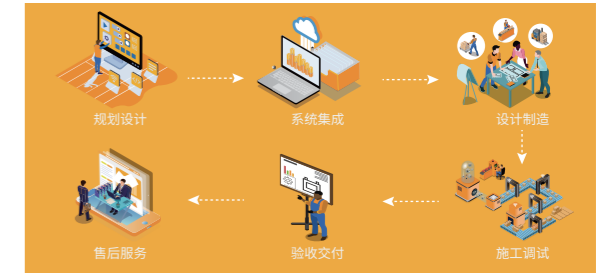 规划设计
系统集成
设计制造
施工调试
验收交付
售后服务